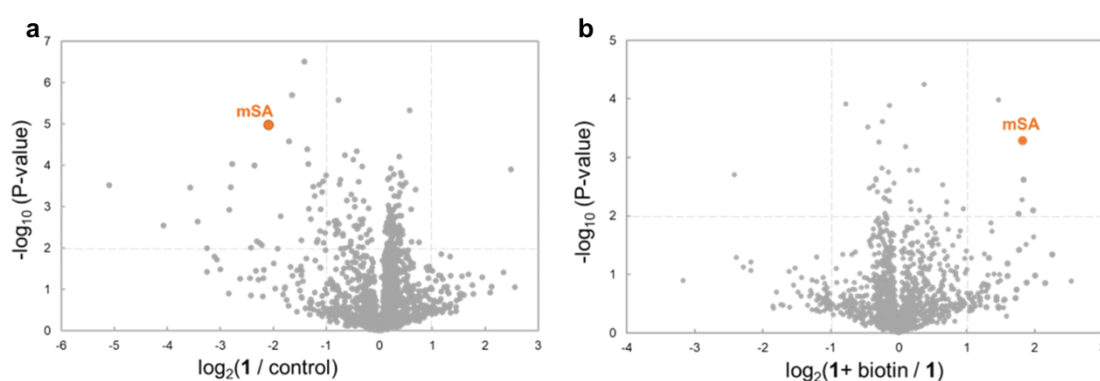 a
7
6
5
4
3
2
1
0
-log10 (P-value)
mSA
-6 -5 -4 -3 -2 -1 0 1 2 3
log2(1 / control)
b
5
4
3
2
1
0
-log10 (P-value)
mSA
-4 -3 -2 -1 0 1 2 3
log2(1+ biotin / 1)